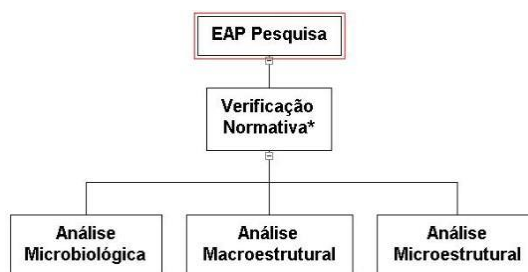 EAP Pesquisa
Verificação
Normativa*
Análise
Microbiológica
Análise
Macroestrutural
Análise
Microestrutural